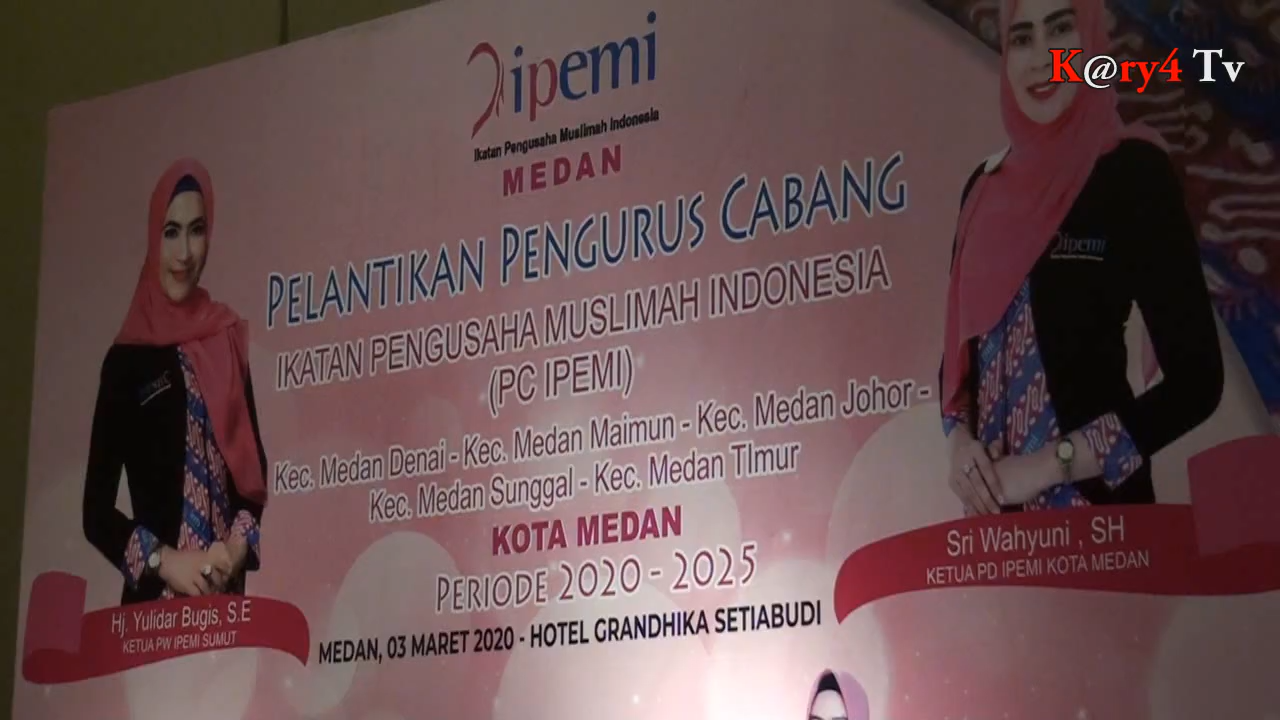 K@ry4 Tv
ipemi
Ikatan Pengusaha Muslimah Indonesia
MEDAN
PELANTIKAN PENGURUS CABANG
IKATAN PENGUSAHA MUSLIMAH INDONESIA
(PC IPEMI)
Kec. Medan Denai - Kec. Medan Maimun - Kec. Medan Johor -
Kec. Medan Sunggal - Kec. Medan TImur
KOTA MEDAN
PERIODE 2020 - 2025
MEDAN, 03 MARET 2020 - HOTEL GRANDHIKA SETIABUDI
Hj. Yulidar Bugis, S.E
KETUA PW IPEMI SUMUT
ipemi
Sri Wahyuni , SH
KETUA PD IPEMI KOTA MEDAN